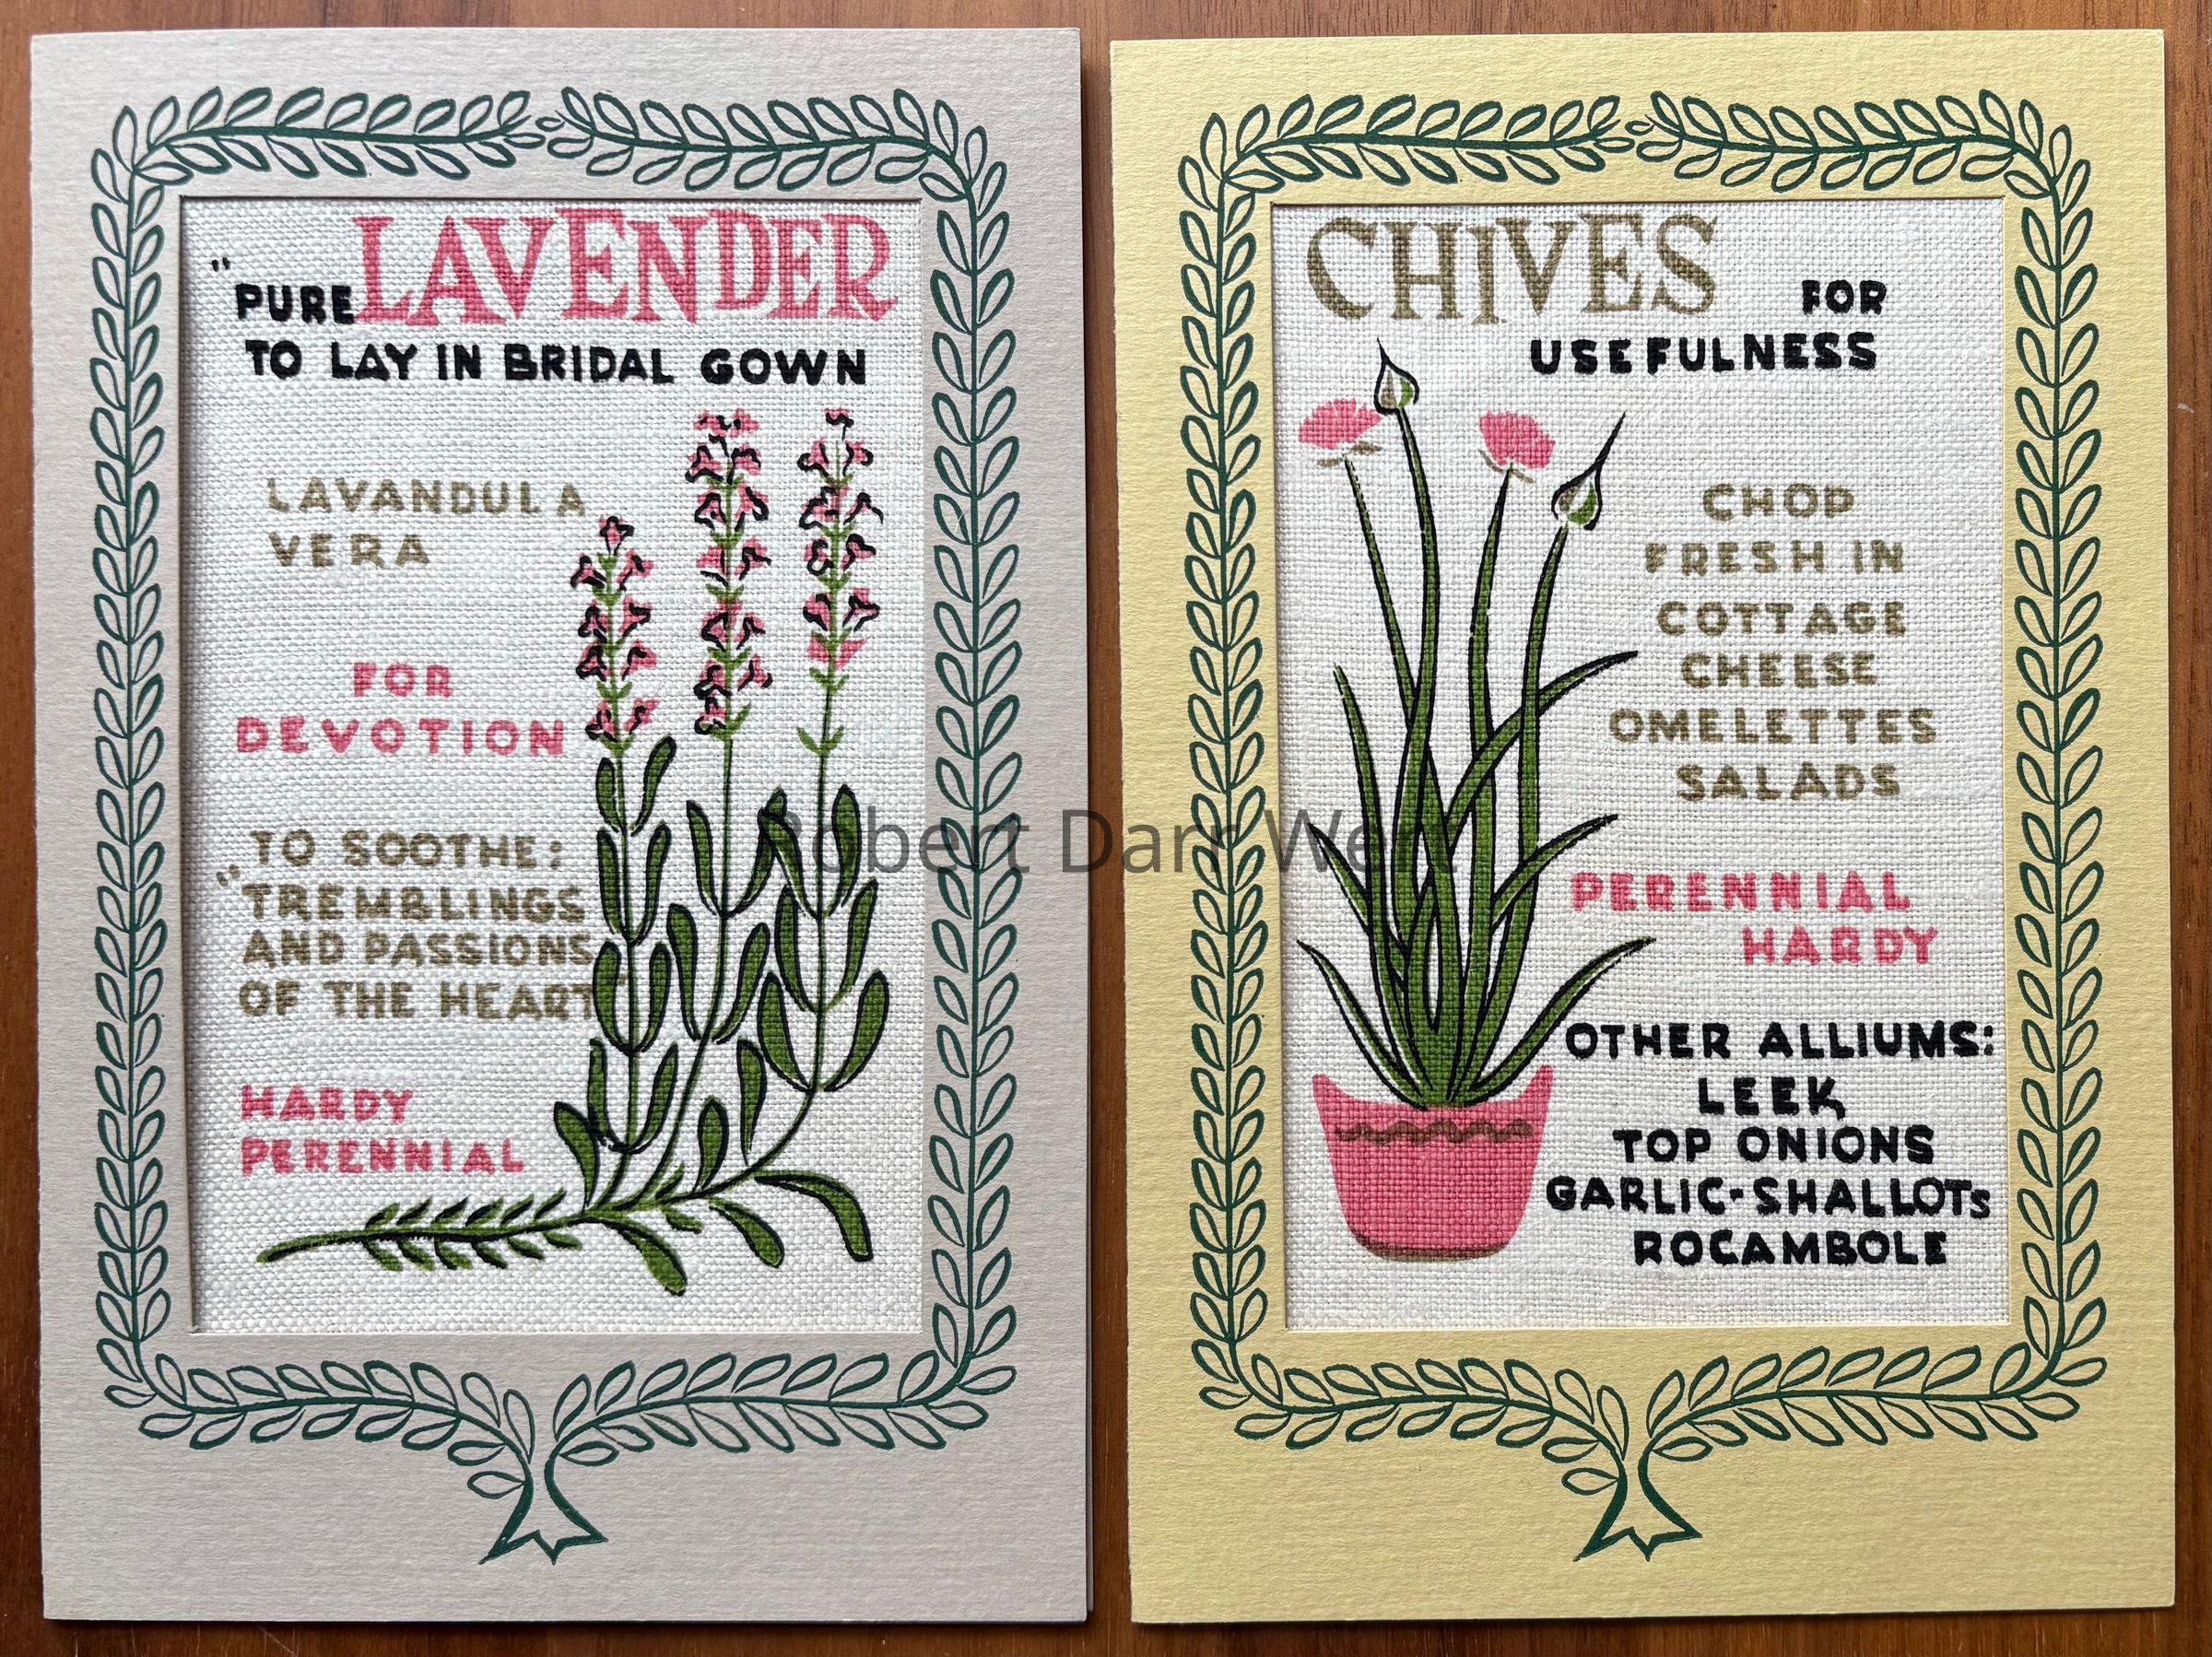 "PURE LAVENDER
TO LAY IN BRIDAL GOWN
LAVANDULA
VERA
FOR
DEVOTION
TO SOOTHE:
"TREMBLINGS
AND PASSIONS
OF THE HEART
HARDY
PERENNIAL
CHIVES FOR
USEFULNESS
CHOP
FRESH IN
COTTAGE
CHEESE
OMELETTES
SALADS
PERENNIAL
HARDY
OTHER ALLIUMS:
LEEK,
TOP ONIONS
GARLIC-SHALLOTs
ROCAMBOLE
Robert Darr